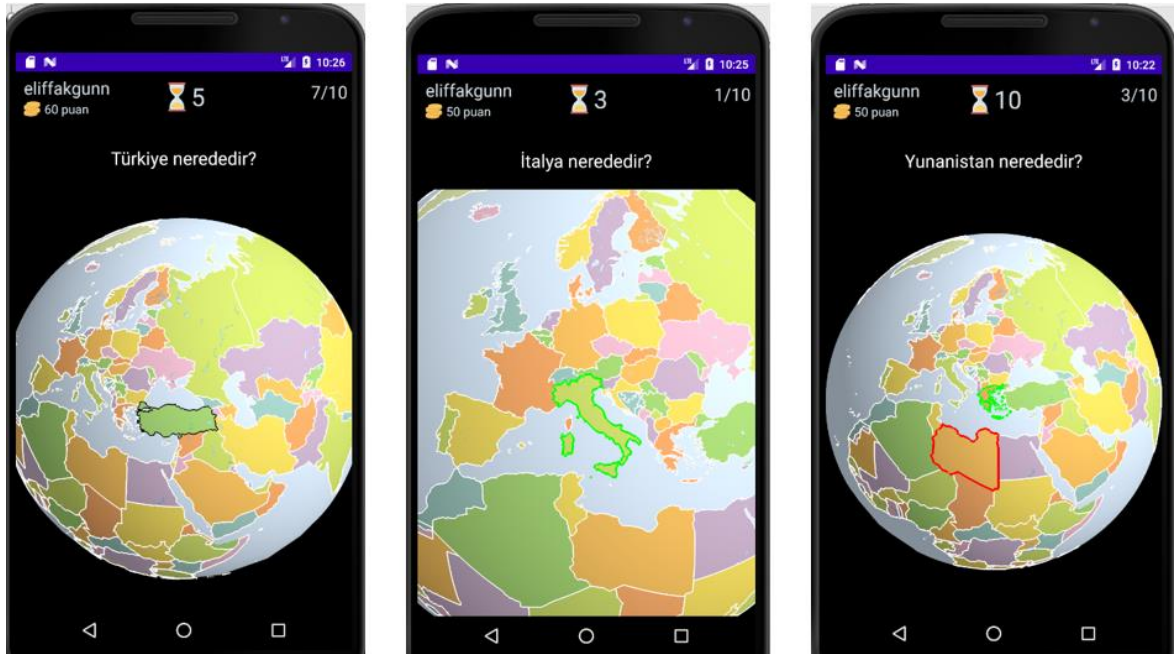 10:26
eliffakgunn
5
7/10
60 puan
Türkiye nerededir?
10:25
eliffakgunn
3
1/10
50 puan
İtalya nerededir?
10:22
eliffakgunn
10
3/10
50 puan
Yunanistan nerededir?